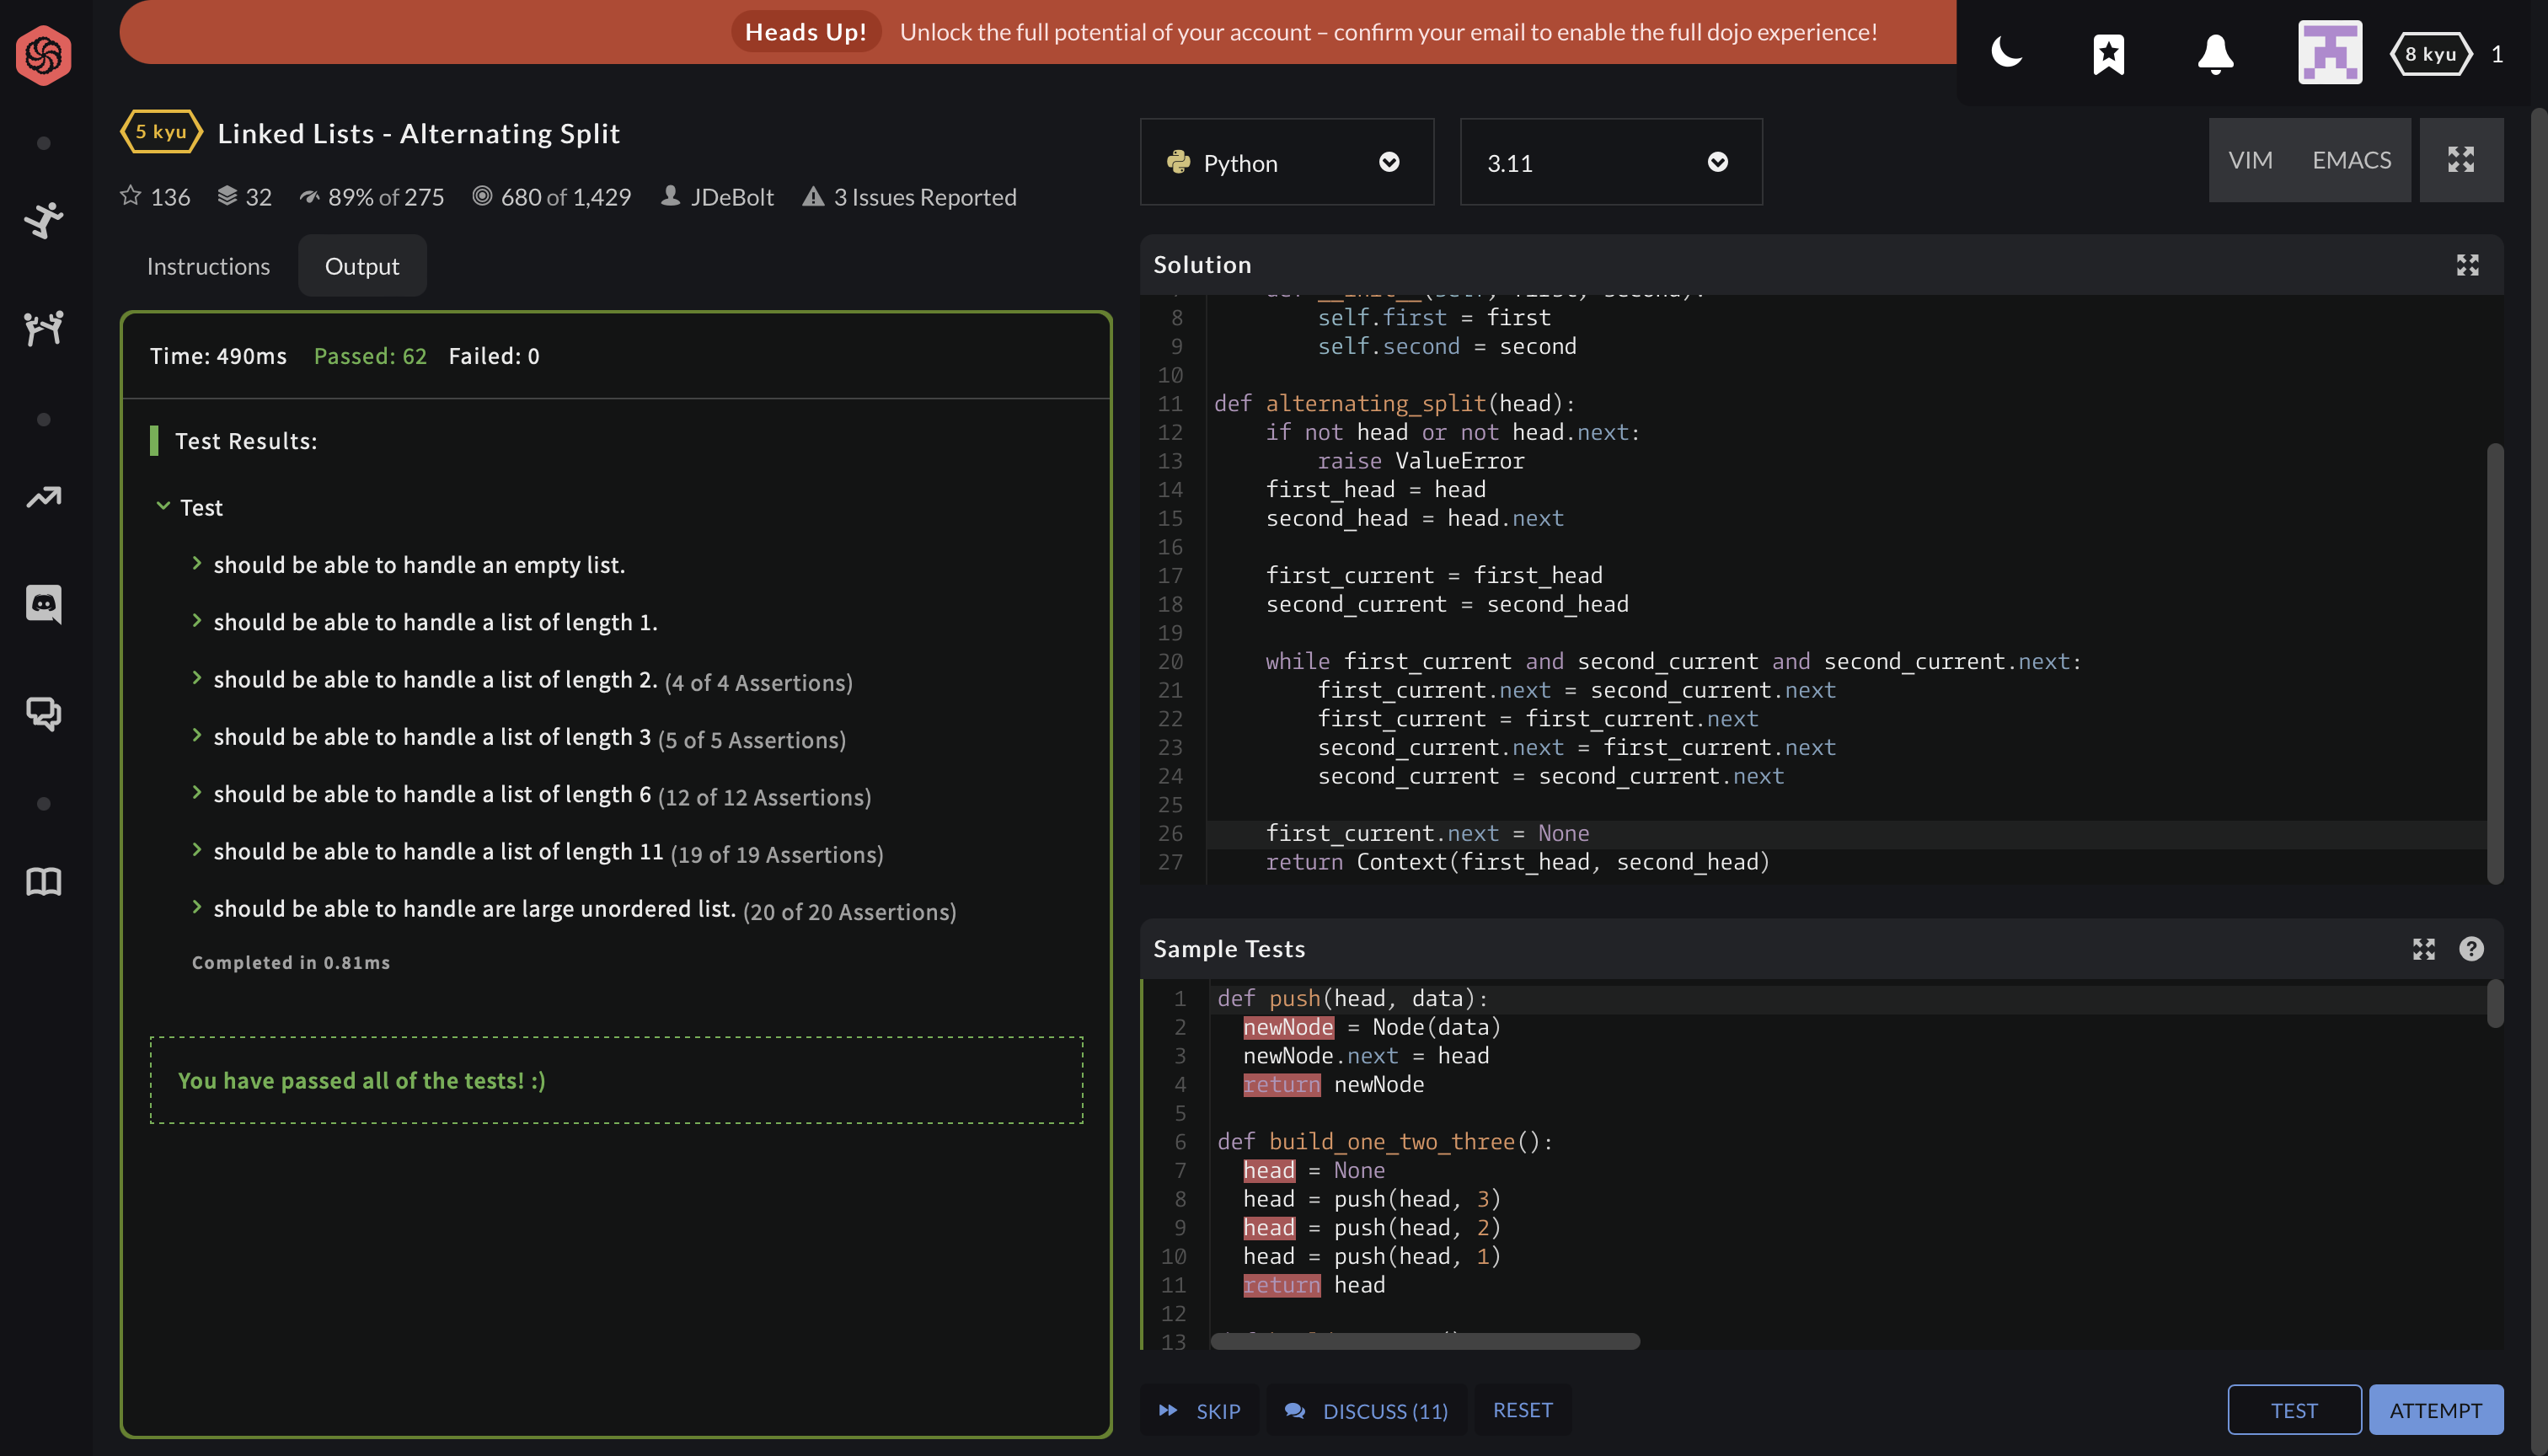 Heads Up! Unlock the full potential of your account – confirm your email to enable the full dojo experience!
8 kyu 1
5 kyu Linked Lists - Alternating Split
136 32 89% of 275 680 of 1,429 JDeBolt 3 Issues Reported
Python 3.11 VIM EMACS
Instructions Output
Time: 490ms Passed: 62 Failed: 0
Test Results:
Test
should be able to handle an empty list.
should be able to handle a list of length 1.
should be able to handle a list of length 2. (4 of 4 Assertions)
should be able to handle a list of length 3 (5 of 5 Assertions)
should be able to handle a list of length 6 (12 of 12 Assertions)
should be able to handle a list of length 11 (19 of 19 Assertions)
should be able to handle are large unordered list. (20 of 20 Assertions)
Completed in 0.81ms
You have passed all of the tests! :)
Solution
8 self.first = first
9 self.second = second
10
11 def alternating_split(head):
12 if not head or not head.next:
13 raise ValueError
14 first_head = head
15 second_head = head.next
16
17 first_current = first_head
18 second_current = second_head
19
20 while first_current and second_current and second_current.next:
21 first_current.next = second_current.next
22 first_current = first_current.next
23 second_current.next = first_current.next
24 second_current = second_current.next
25
26 first_current.next = None
27 return Context(first_head, second_head)
Sample Tests
1 def push(head, data):
2 newNode = Node(data)
3 newNode.next = head
4 return newNode
5
6 def build_one_two_three():
7 head = None
8 head = push(head, 3)
9 head = push(head, 2)
10 head = push(head, 1)
11 return head
12
13
SKIP DISCUSS (11) RESET TEST ATTEMPT